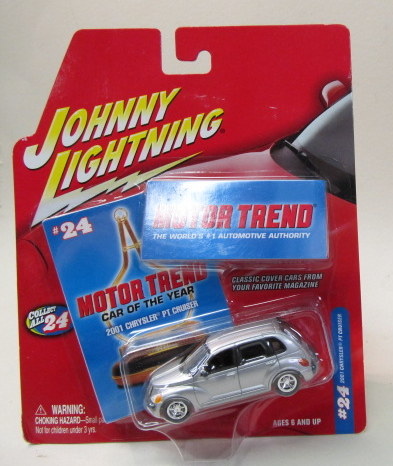 JOHNNY
LIGHTNING®
#24
MOTOR TREND®
THE WORLD'S #1 AUTOMOTIVE AUTHORITY
MOTOR TREND
CAR OF THE YEAR
2001 CHRYSLER® PT CRUISER
CLASSIC COVER CARS FROM
YOUR FAVORITE MAGAZINE
COLLECT
ALL 24
#24 2001 CHRYSLER® PT CRUISER
WARNING:
CHOKING HAZARD—Small
Not for children under 3 yrs.
AGES 6 AND UP